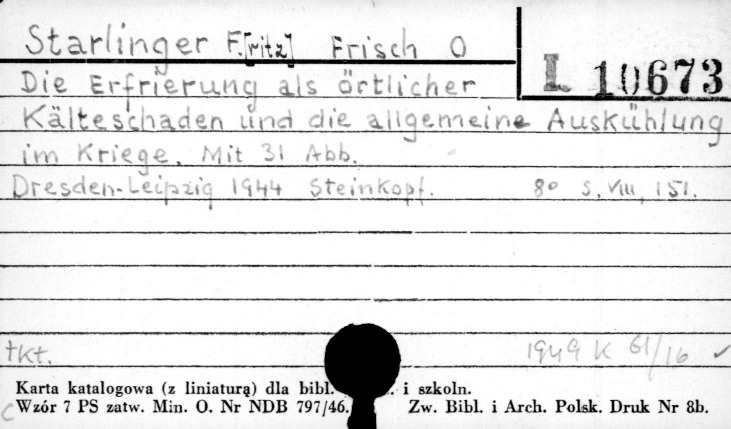 Starlinger F.[ritz] Frisch O
L 10673
Die Erfrierung als örtlicher
Kälteschaden und die allgemeine Auskühlung
im Kriege. Mit 31 Abb.
Dresden-Leipzig 1944 Steinkopf. 8o s. VIII, 151.
tkt. 1949 K 61/16 ✓
Karta katalogowa (z liniaturą) dla bibl. i szkoln.
Wzór 7 PS zatw. Min. O. Nr NDB 797/46. Zw. Bibl. i Arch. Polsk. Druk Nr 8b.